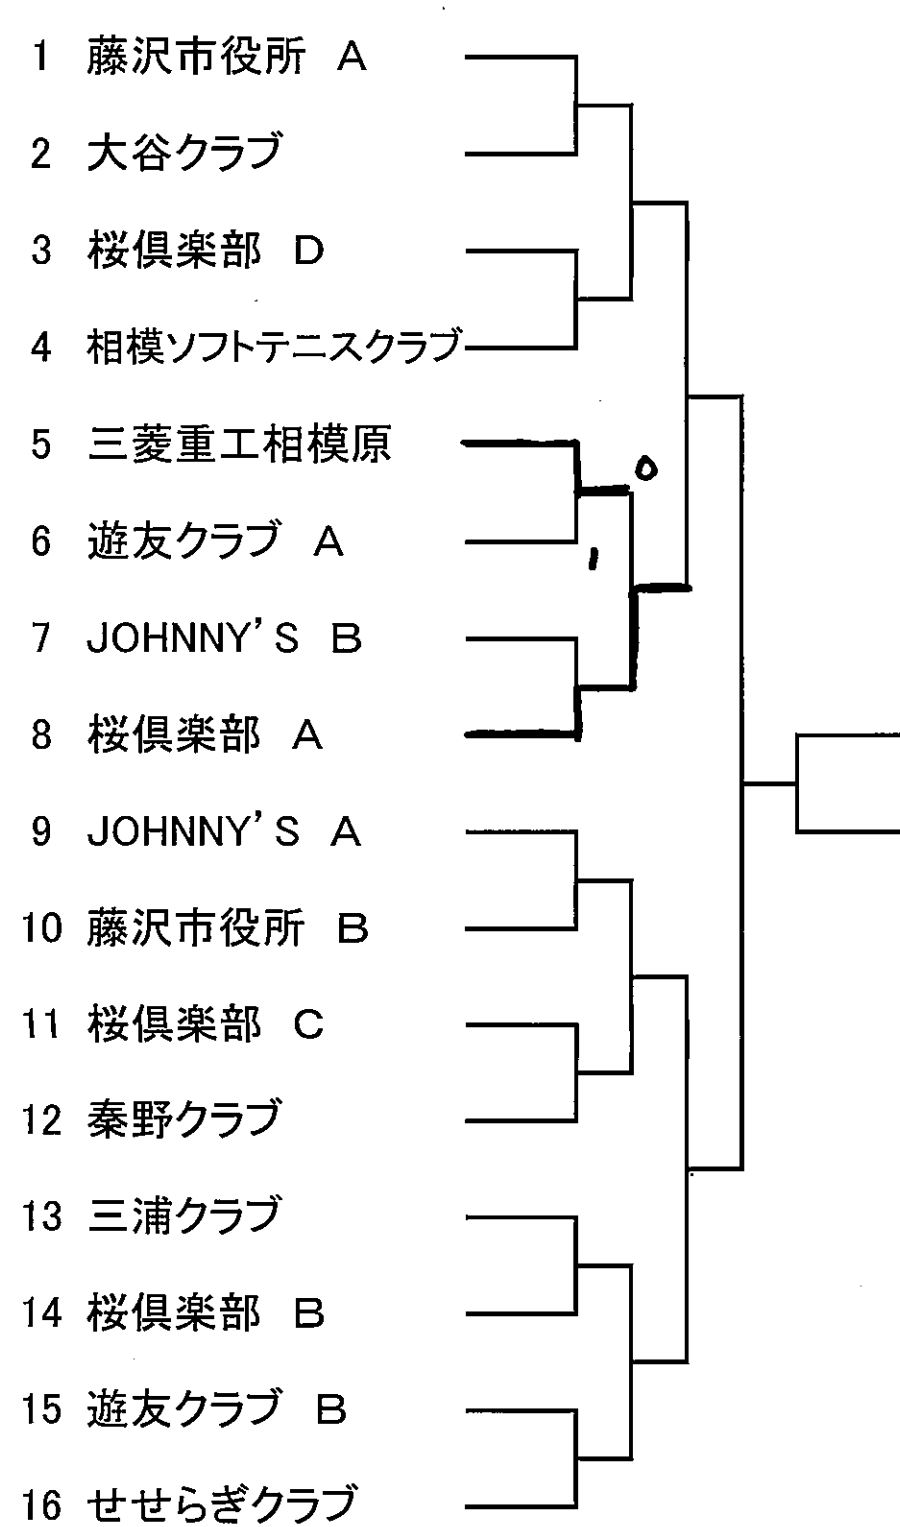 1 藤沢市役所 A
2 大谷クラブ
3 桜倶楽部 D
4 相模ソフトテニスクラブ
5 三菱重工相模原
0
6 遊友クラブ A
1
7 JOHNNY'S B
8 桜倶楽部 A
9 JOHNNY'S A
10 藤沢市役所 B
11 桜倶楽部 C
12 秦野クラブ
13 三浦クラブ
14 桜倶楽部 B
15 遊友クラブ B
16 せせらぎクラブ